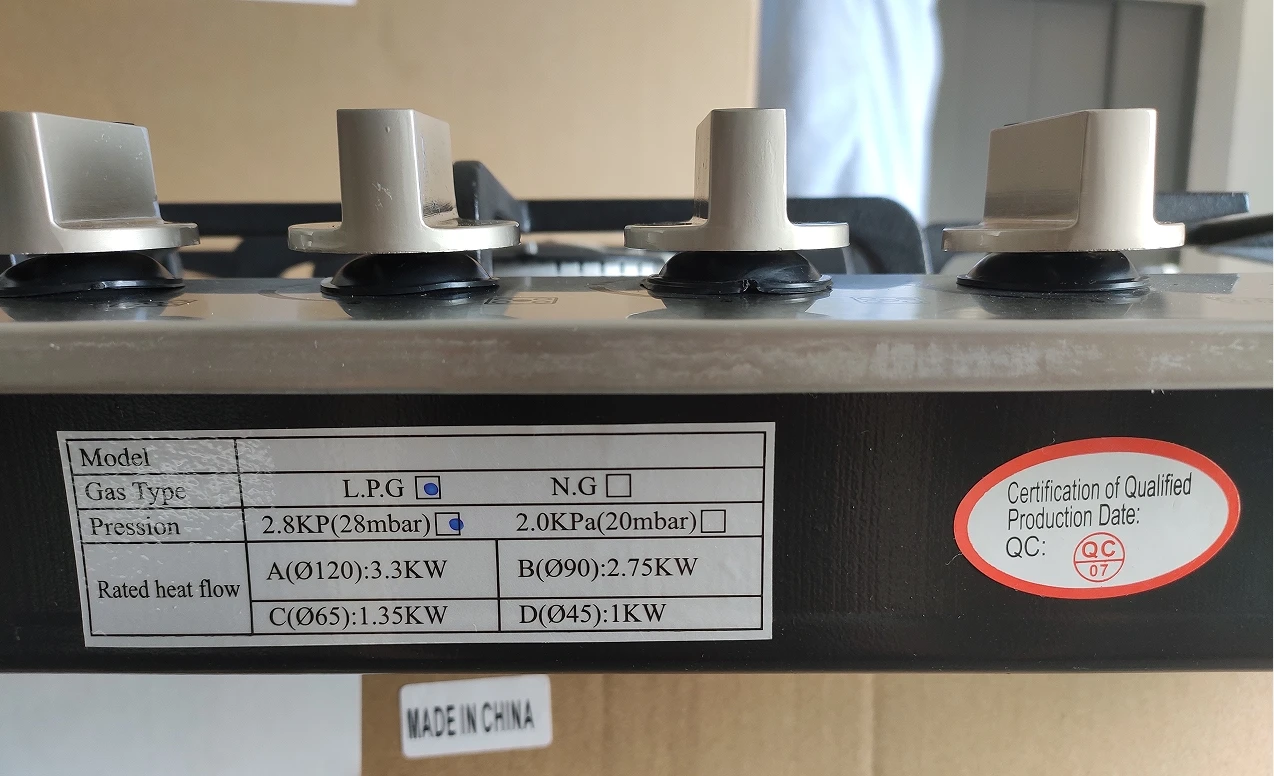 Model
Gas Type L.P.G N.G
Pression 2.8KP(28mbar) 2.0KPa(20mbar)
Rated heat flow A(Ø120):3.3KW B(Ø90):2.75KW
C(Ø65):1.35KW D(Ø45):1KW
Certification of Qualified
Production Date:
QC: QC
07
MADE IN CHINA